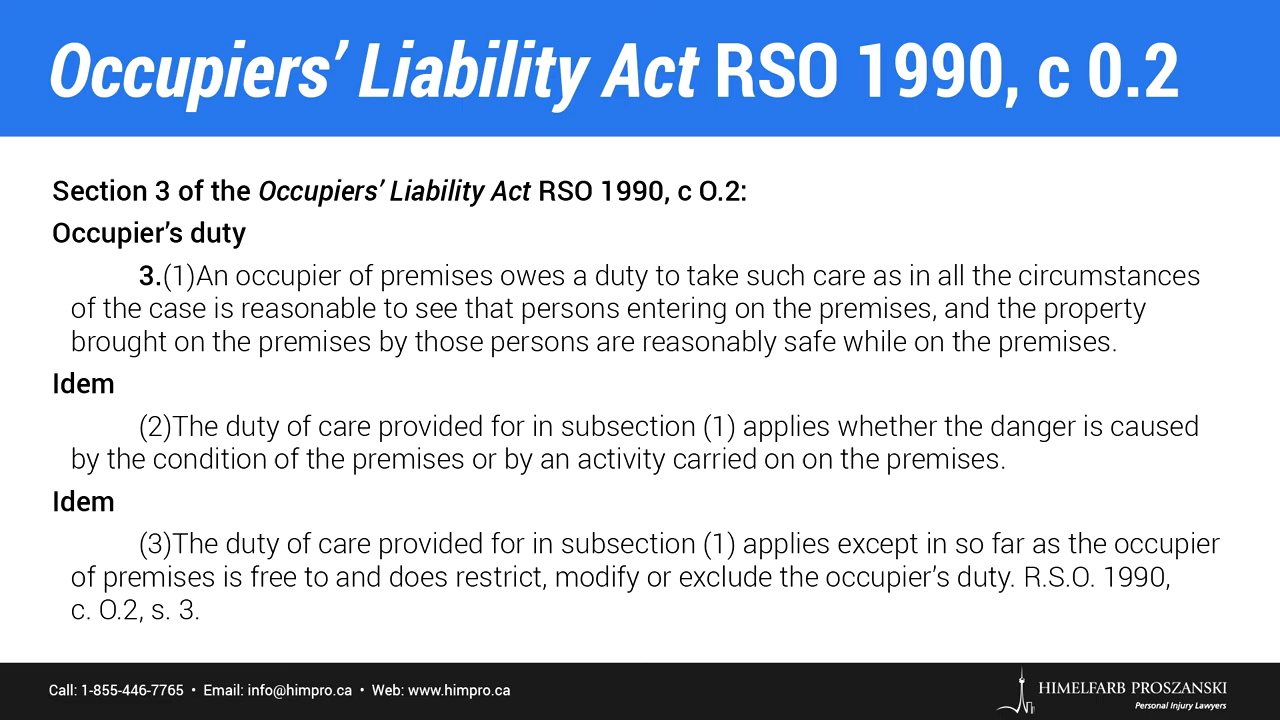 Occupiers’ Liability Act RSO 1990, c 0.2
Section 3 of the Occupiers’ Liability Act RSO 1990, c O.2:
Occupier’s duty
3.(1)An occupier of premises owes a duty to take such care as in all the circumstances
of the case is reasonable to see that persons entering on the premises, and the property
brought on the premises by those persons are reasonably safe while on the premises.
Idem
(2)The duty of care provided for in subsection (1) applies whether the danger is caused
by the condition of the premises or by an activity carried on on the premises.
Idem
(3)The duty of care provided for in subsection (1) applies except in so far as the occupier
of premises is free to and does restrict, modify or exclude the occupier’s duty. R.S.O. 1990,
c. O.2, s. 3.
Call: 1-855-446-7765 • Email: info@himpro.ca • Web: www.himpro.ca
HIMELFARB PROSZANSKI
Personal Injury Lawyers